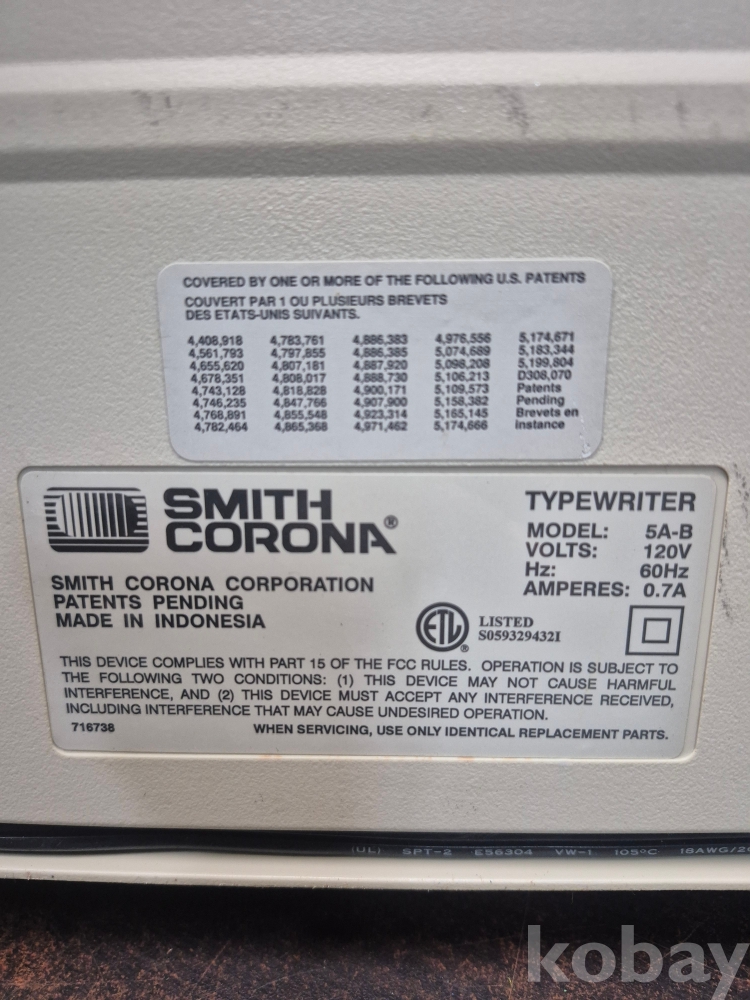 COVERED BY ONE OR MORE OF THE FOLLOWING U.S. PATENTS
COUVERT PAR 1 OU PLUSIEURS BREVETS
DES ETATS-UNIS SUIVANTS.
4,408,918 4,783,761 4,886,383 4,976,556 5,174,671
4,561,793 4,797,855 4,886,385 5,074,689 5,183,344
4,655,620 4,807,181 4,887,920 5,098,208 5,199,804
4,678,351 4,808,017 4,888,730 5,106,213 D308,070
4,743,128 4,818,828 4,900,171 5,109,573 Patents
4,746,235 4,847,766 4,907,900 5,158,382 Pending
4,768,891 4,855,548 4,923,314 5,165,145 Brevets en
4,782,464 4,865,368 4,971,462 5,174,666 Instance
SMITH
CORONA®
TYPEWRITER
MODEL: 5A-B
VOLTS: 120V
Hz: 60Hz
AMPERES: 0.7A
SMITH CORONA CORPORATION
PATENTS PENDING
MADE IN INDONESIA
ETL®
LISTED
S059329432I
THIS DEVICE COMPLIES WITH PART 15 OF THE FCC RULES. OPERATION IS SUBJECT TO
THE FOLLOWING TWO CONDITIONS: (1) THIS DEVICE MAY NOT CAUSE HARMFUL
INTERFERENCE, AND (2) THIS DEVICE MUST ACCEPT ANY INTERFERENCE RECEIVED,
INCLUDING INTERFERENCE THAT MAY CAUSE UNDESIRED OPERATION.
716738 WHEN SERVICING, USE ONLY IDENTICAL REPLACEMENT PARTS.
(UL) SPT-2 E56304 VW-1 105°C 18AWG/2
kobay